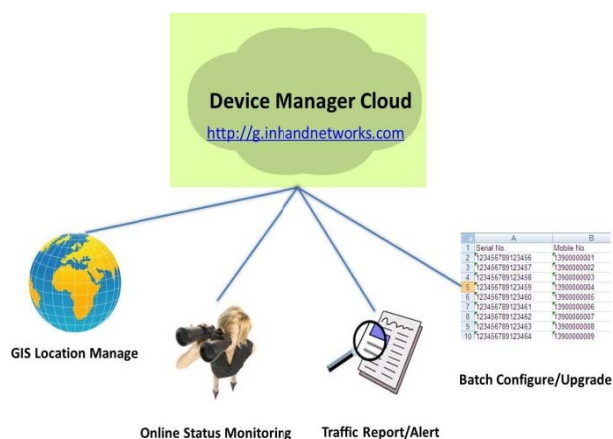 Device Manager Cloud
http://g.inhandnetworks.com
A B
1 Serial No. Mobile No.
2 123456789123456 13900000001
3 123456789123457 13900000002
4 123456789123458 13900000003
5 123456789123459 13900000004
6 123456789123460 13900000005
7 123456789123461 13900000006
8 123456789123462 13900000007
9 123456789123463 13900000008
10 123456789123464 13900000009
GIS Location Manage
Batch Configure/Upgrade
Online Status Monitoring
Traffic Report/Alert